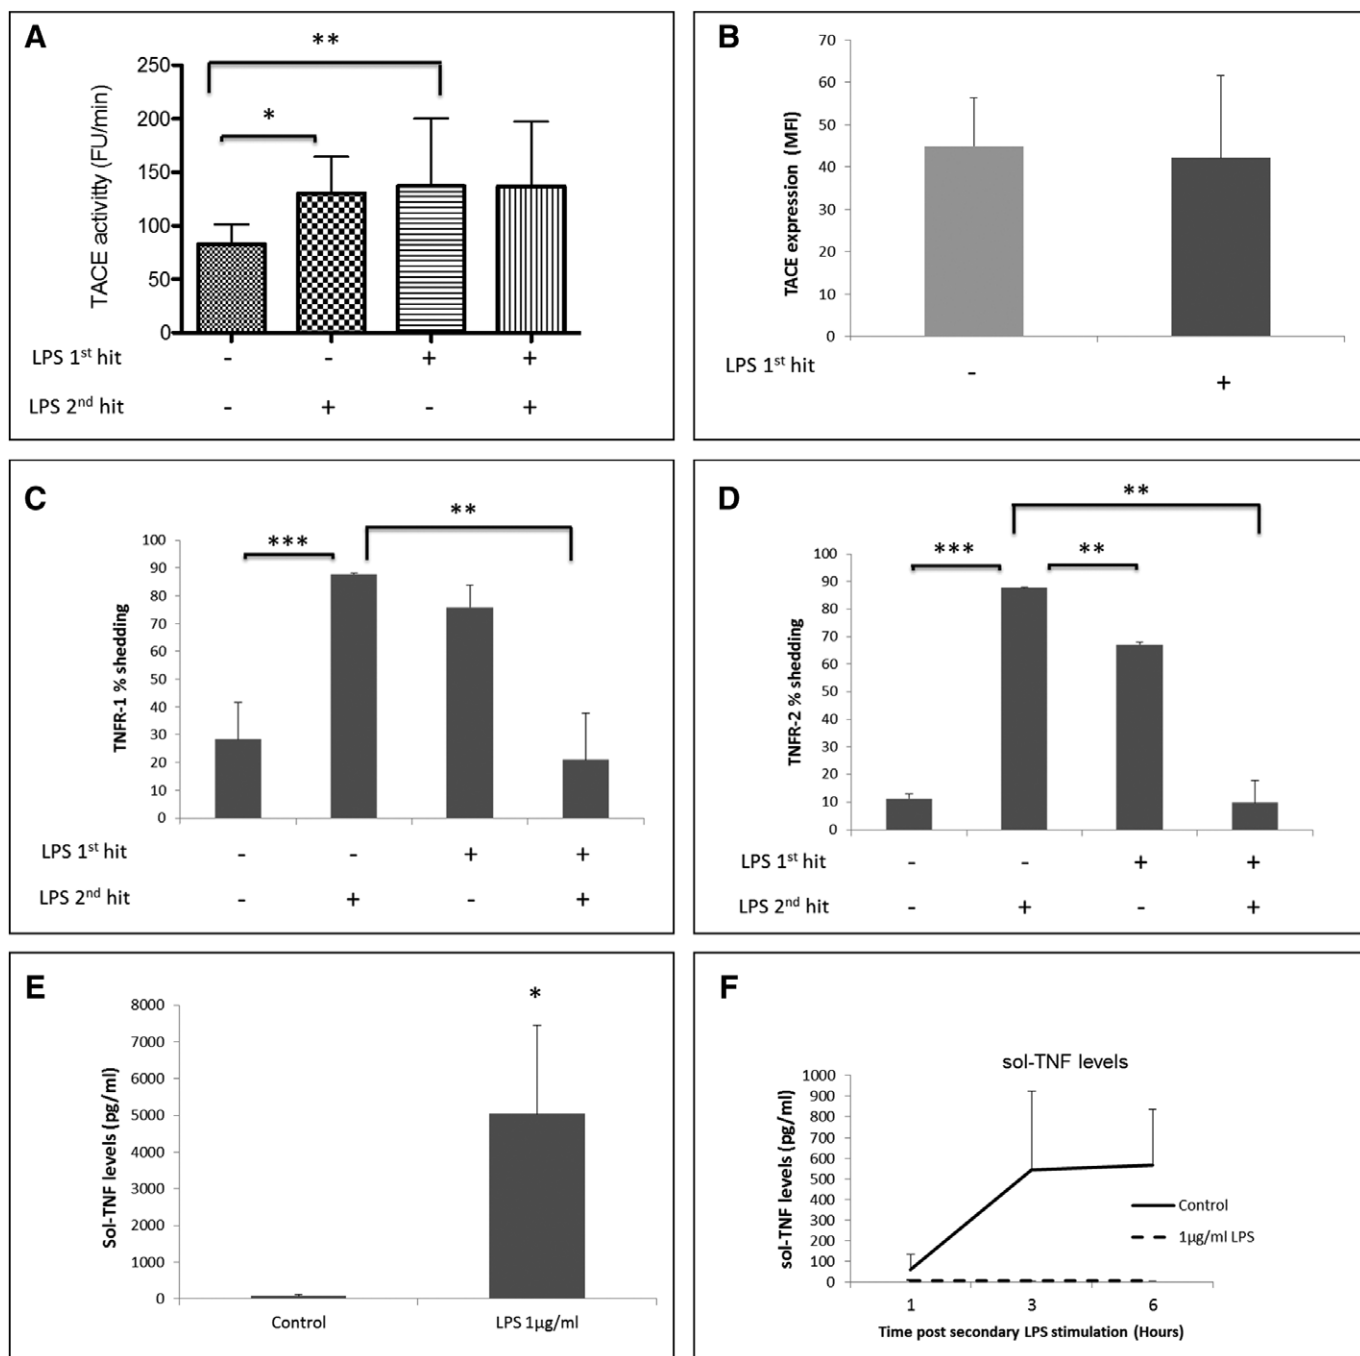 A
TACE activitty (FU/min)
250
200
150
100
50
0
**
*
LPS 1st hit - - + +
LPS 2nd hit - + - +
B
TACE expression (MFI)
70
60
50
40
30
20
10
0
LPS 1st hit - +
C
TNFR-1 % shedding
100
90
80
70
60
50
40
30
20
10
0
***
**
LPS 1st hit - - + +
LPS 2nd hit - + - +
D
TNFR-2 % shedding
100
90
80
70
60
50
40
30
20
10
0
**
*** **
LPS 1st hit - - + +
LPS 2nd hit - + - +
E
Sol-TNF levels (pg/ml)
8000
7000
6000
5000
4000
3000
2000
1000
0
*
Control LPS 1µg/ml
F
sol-TNF levels
sol-TNF levels (pg/ml)
1000
900
800
700
600
500
400
300
200
100
0
Control
1µg/ml LPS
1 3 6
Time post secondary LPS stimulation (Hours)